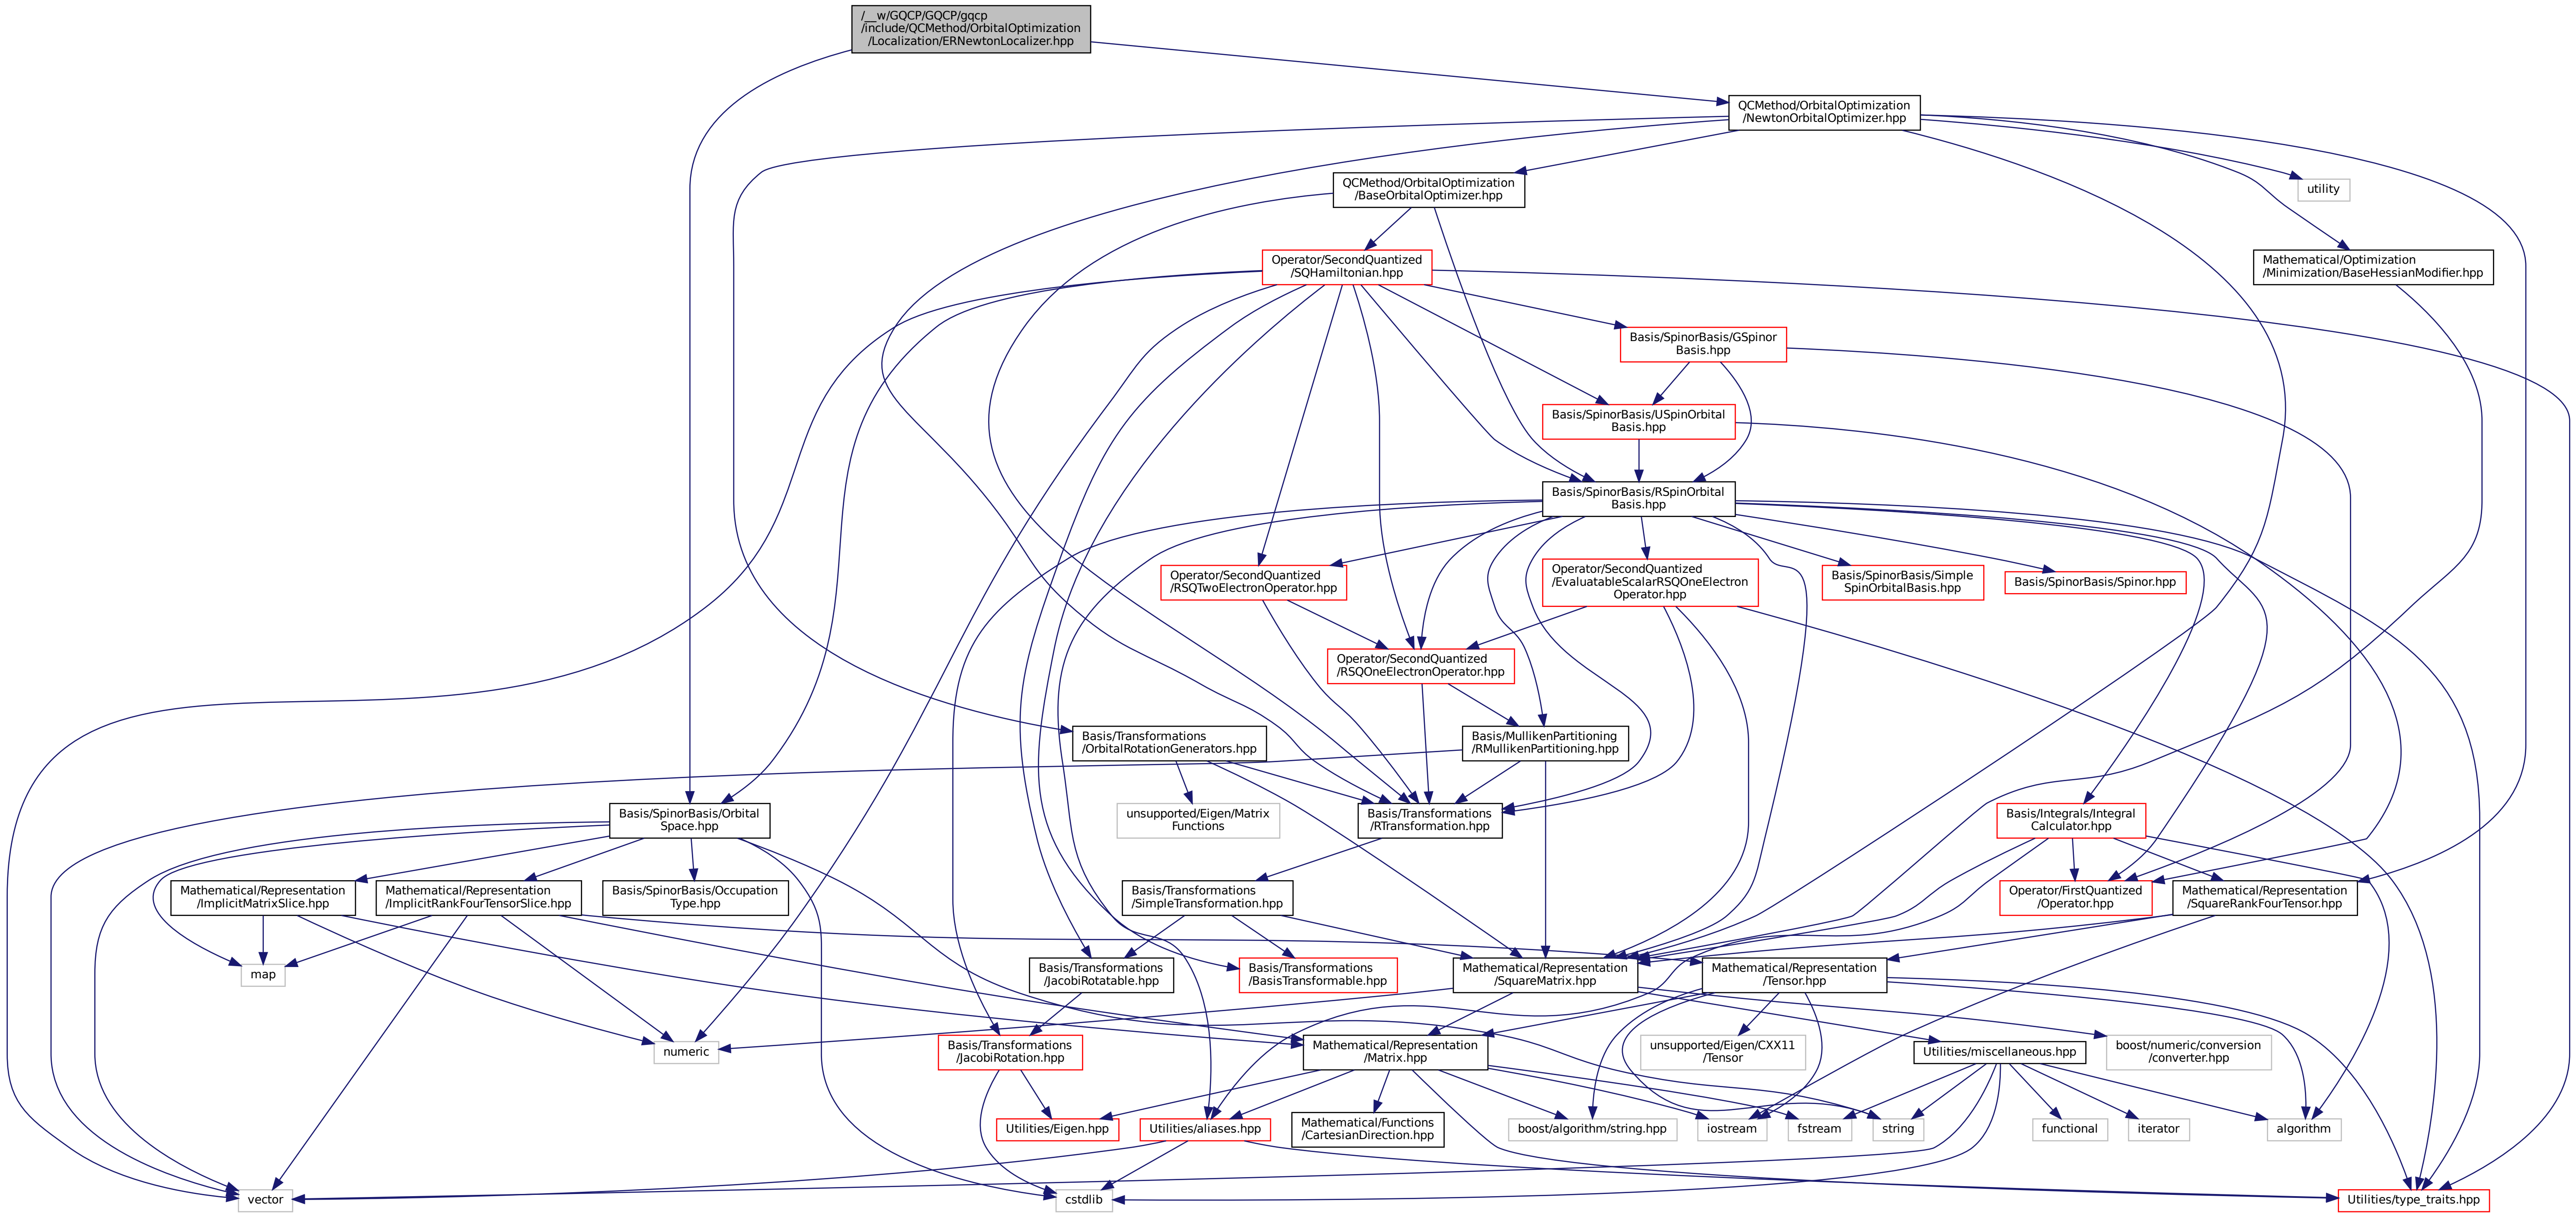 /__w/GQCP/GQCP/gqcp
/include/QCMethod/OrbitalOptimization
/Localization/ERNewtonLocalizer.hpp
QCMethod/OrbitalOptimization
/NewtonOrbitalOptimizer.hpp
QCMethod/OrbitalOptimization
/BaseOrbitalOptimizer.hpp
utility
Operator/SecondQuantized
/SQHamiltonian.hpp
Mathematical/Optimization
/Minimization/BaseHessianModifier.hpp
Basis/SpinorBasis/GSpinor
Basis.hpp
Basis/SpinorBasis/USpinOrbital
Basis.hpp
Basis/SpinorBasis/RSpinOrbital
Basis.hpp
Operator/SecondQuantized
/RSQTwoElectronOperator.hpp
Operator/SecondQuantized
/EvaluatableScalarRSQOneElectron
Operator.hpp
Basis/SpinorBasis/Simple
SpinOrbitalBasis.hpp
Basis/SpinorBasis/Spinor.hpp
Operator/SecondQuantized
/RSQOneElectronOperator.hpp
Basis/Transformations
/OrbitalRotationGenerators.hpp
Basis/MullikenPartitioning
/RMullikenPartitioning.hpp
Basis/SpinorBasis/Orbital
Space.hpp
unsupported/Eigen/Matrix
Functions
Basis/Transformations
/RTransformation.hpp
Basis/Integrals/Integral
Calculator.hpp
Mathematical/Representation
/ImplicitMatrixSlice.hpp
Mathematical/Representation
/ImplicitRankFourTensorSlice.hpp
Basis/SpinorBasis/Occupation
Type.hpp
Basis/Transformations
/SimpleTransformation.hpp
Operator/FirstQuantized
/Operator.hpp
Mathematical/Representation
/SquareRankFourTensor.hpp
map
Basis/Transformations
/JacobiRotatable.hpp
Basis/Transformations
/BasisTransformable.hpp
Mathematical/Representation
/SquareMatrix.hpp
Mathematical/Representation
/Tensor.hpp
numeric
Basis/Transformations
/JacobiRotation.hpp
Mathematical/Representation
/Matrix.hpp
unsupported/Eigen/CXX11
/Tensor
Utilities/miscellaneous.hpp
boost/numeric/conversion
/converter.hpp
Utilities/Eigen.hpp
Utilities/aliases.hpp
Mathematical/Functions
/CartesianDirection.hpp
boost/algorithm/string.hpp
iostream
fstream
string
functional
iterator
algorithm
vector
cstdlib
Utilities/type_traits.hpp